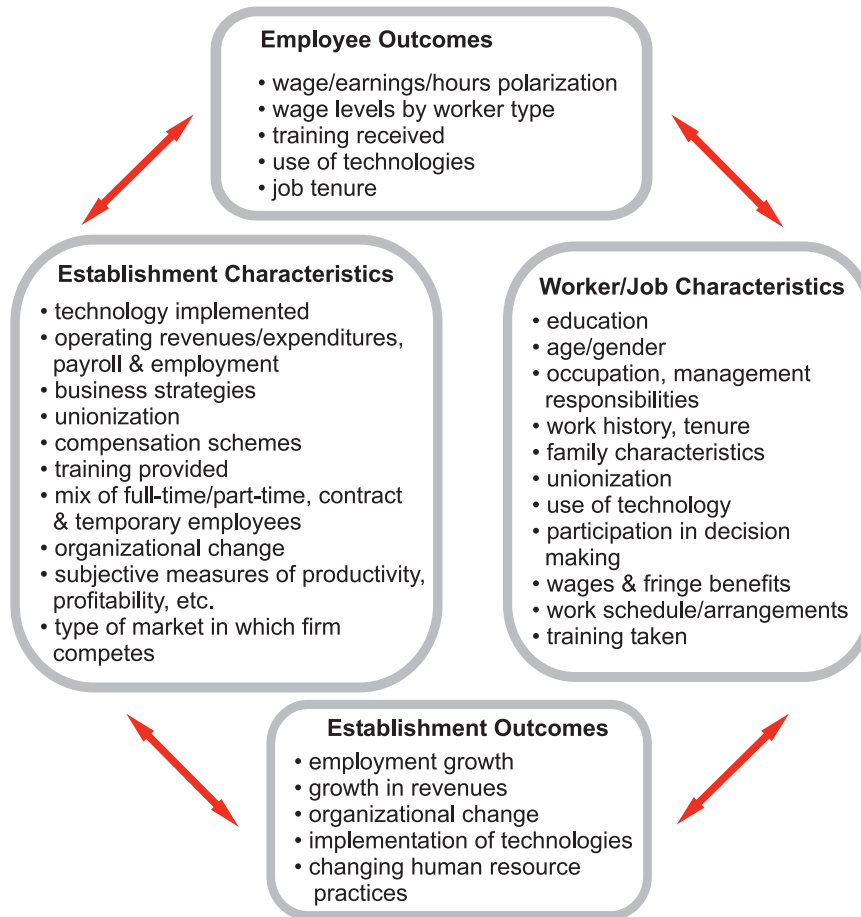 Employee Outcomes
• wage/earnings/hours polarization
• wage levels by worker type
• training received
• use of technologies
• job tenure
Establishment Characteristics
• technology implemented
• operating revenues/expenditures,
payroll & employment
• business strategies
• unionization
• compensation schemes
• training provided
• mix of full-time/part-time, contract
& temporary employees
• organizational change
• subjective measures of productivity,
profitability, etc.
• type of market in which firm
competes
Worker/Job Characteristics
• education
• age/gender
• occupation, management
responsibilities
• work history, tenure
• family characteristics
• unionization
• use of technology
• participation in decision
making
• wages & fringe benefits
• work schedule/arrangements
• training taken
Establishment Outcomes
• employment growth
• growth in revenues
• organizational change
• implementation of technologies
• changing human resource
practices